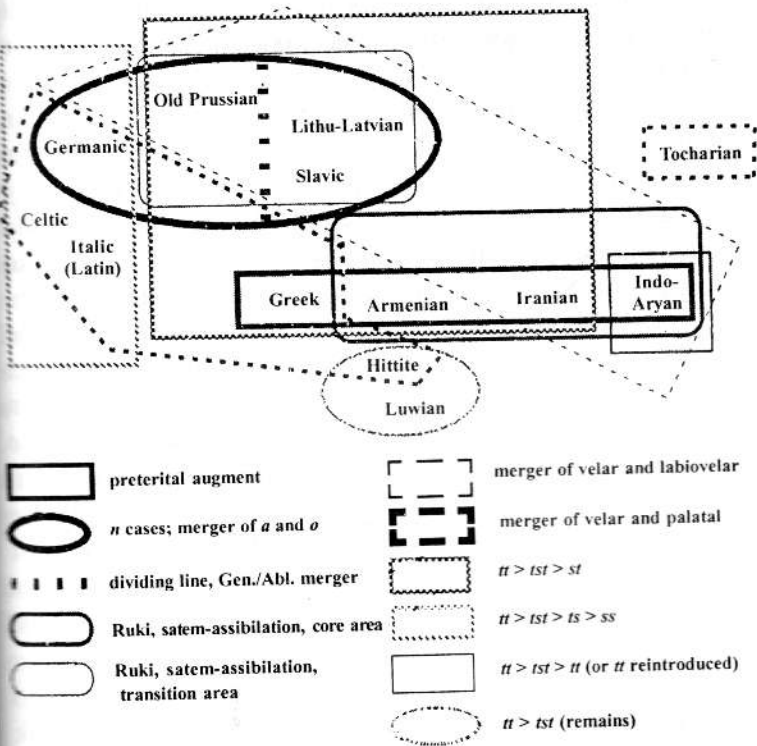 Old Prussian
Lithu-Latvian
Germanic
Tocharian
Slavic
Celtic
Italic
(Latin)
Greek
Armenian
Iranian
Indo-
Aryan
Hittite
Luwian
preterital augment
n cases; merger of a and o
dividing line, Gen./Abl. merger
Ruki, satem-assibilation, core area
Ruki, satem-assibilation,
transition area
merger of velar and labiovelar
merger of velar and palatal
tt > tst > st
tt > tst > ts > ss
tt > tst > tt (or tt reintroduced)
tt > tst (remains)